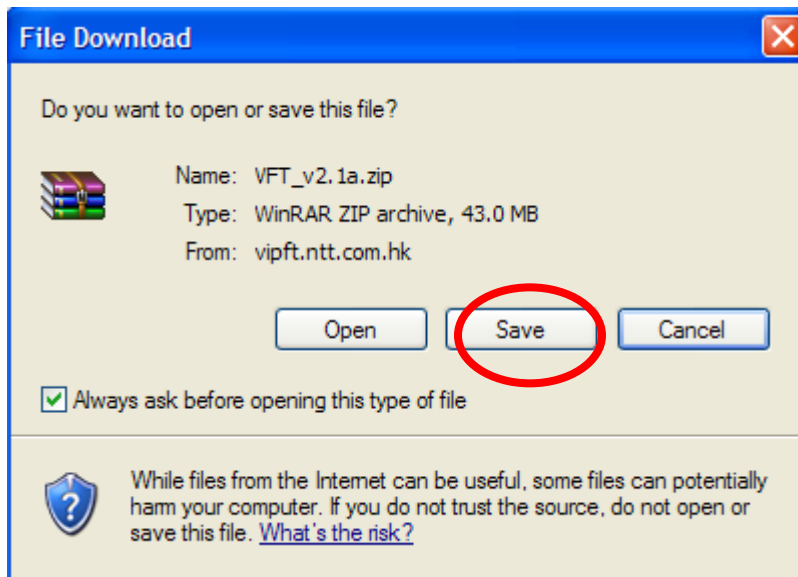 File Download
Do you want to open or save this file?
Name: VFT_v2.1a.zip
Type: WinRAR ZIP archive, 43.0 MB
From: vipft.ntt.com.hk
Open Save Cancel
Always ask before opening this type of file
While files from the Internet can be useful, some files can potentially
harm your computer. If you do not trust the source, do not open or
save this file. What's the risk?